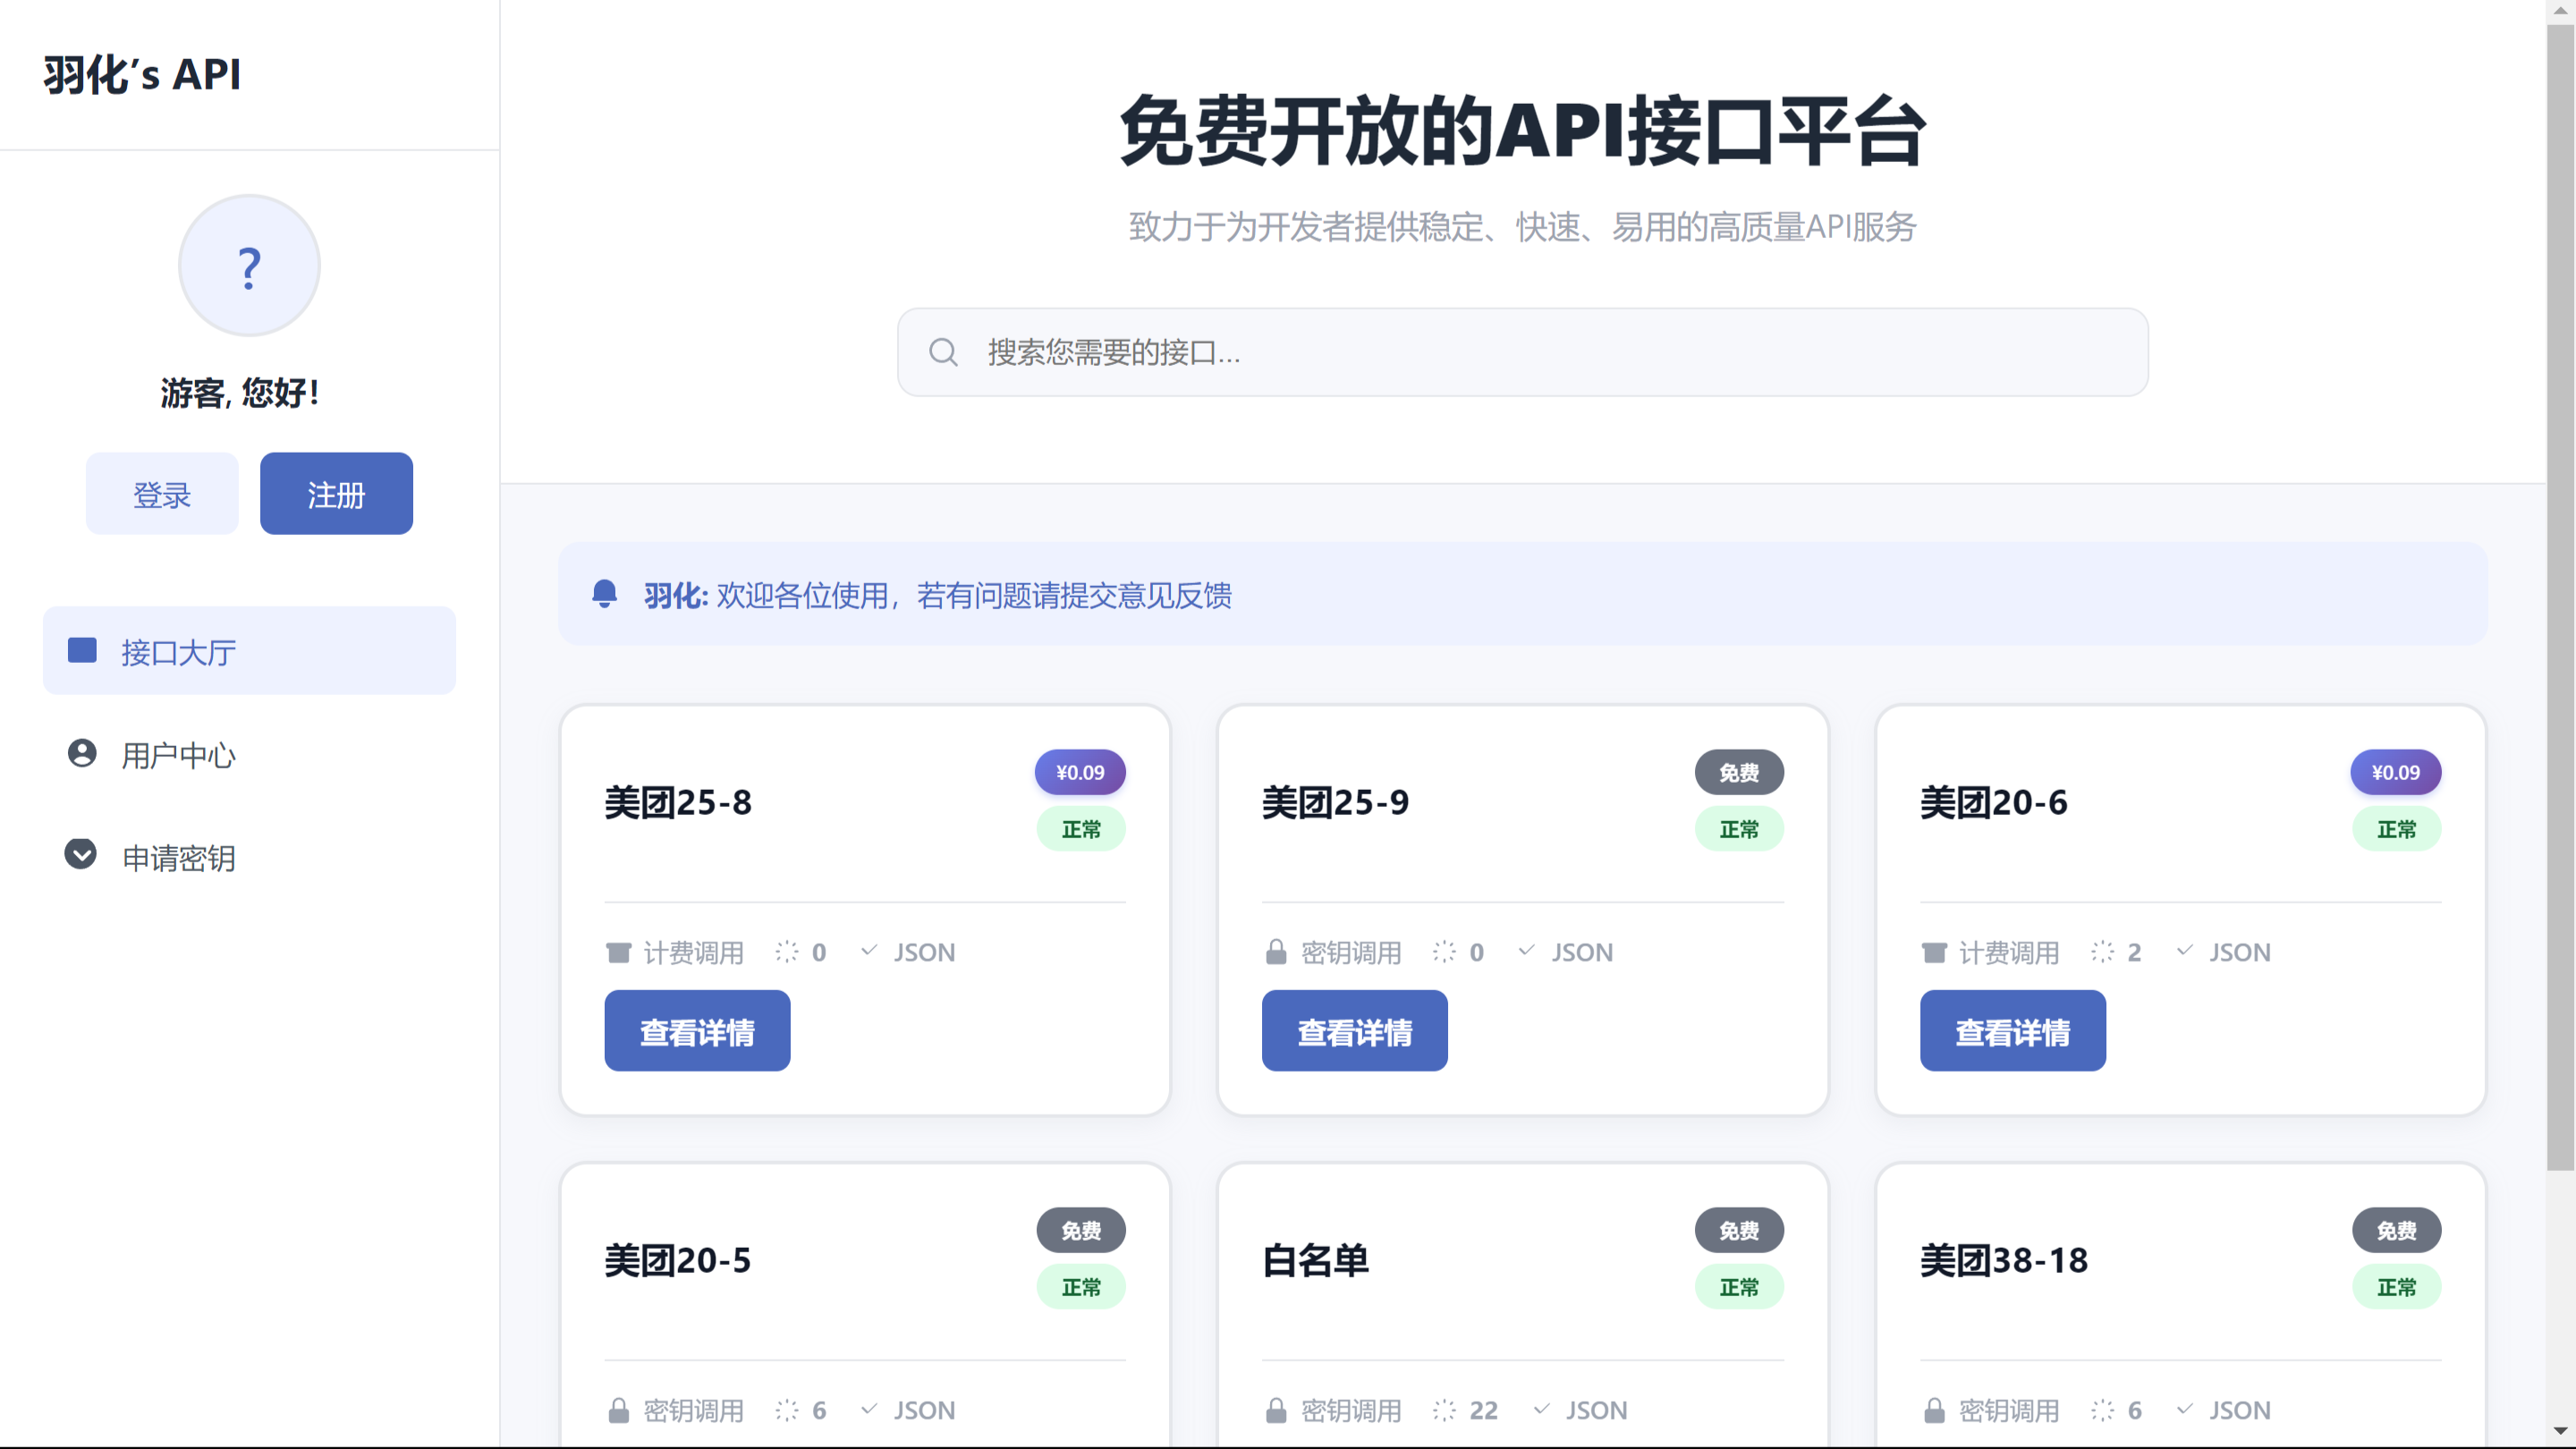 羽化’s API
?
游客, 您好!
登录 注册
接口大厅
用户中心
申请密钥
免费开放的API接口平台
致力于为开发者提供稳定、快速、易用的高质量API服务
搜索您需要的接口...
羽化: 欢迎各位使用，若有问题请提交意见反馈
美团25-8
¥0.09
正常
计费调用 0 JSON
查看详情
美团25-9
免费
正常
密钥调用 0 JSON
查看详情
美团20-6
¥0.09
正常
计费调用 2 JSON
查看详情
美团20-5
免费
正常
密钥调用 6 JSON
白名单
免费
正常
密钥调用 22 JSON
美团38-18
免费
正常
密钥调用 6 JSON